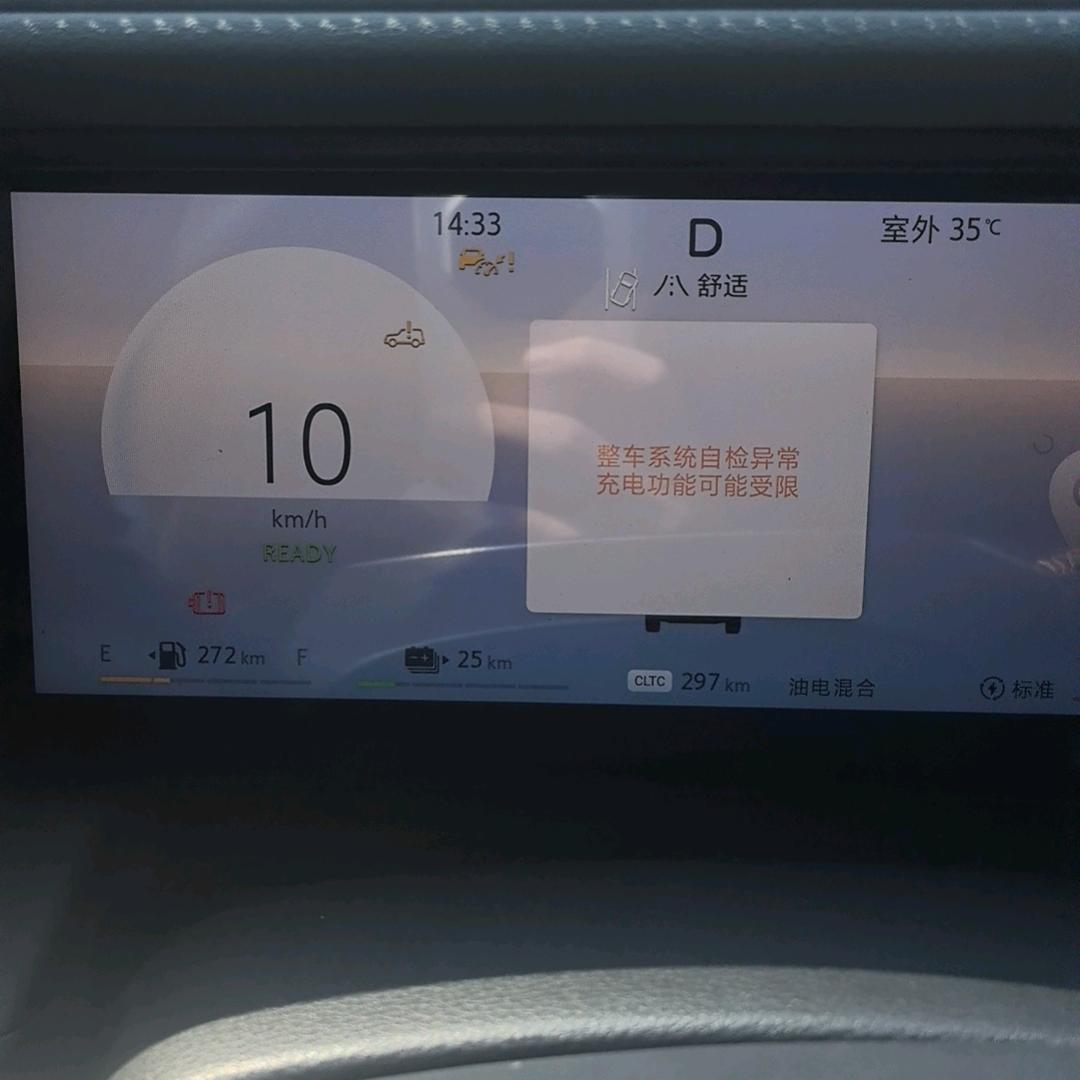 14:33
D
室外 35℃
舒适
10
km/h
READY
整车系统自检异常
充电功能可能受限
E 272 km F
25 km
CLTC 297 km
油电混合
标准